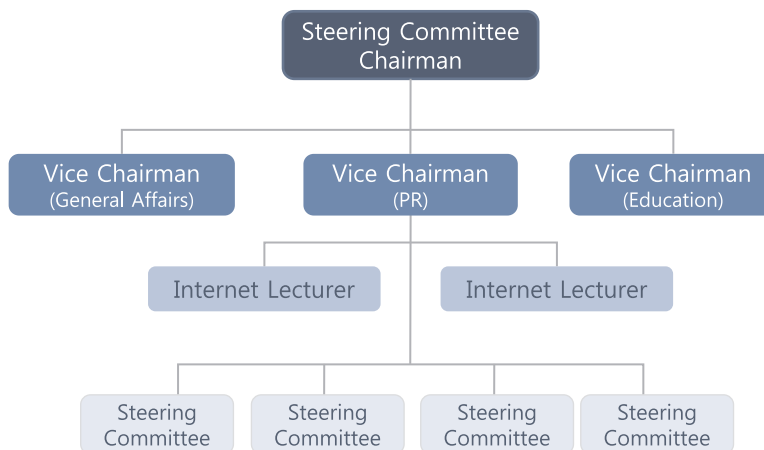 Steering Committee
Chairman
Vice Chairman
(General Affairs)
Vice Chairman
(PR)
Vice Chairman
(Education)
Internet Lecturer
Internet Lecturer
Steering
Committee
Steering
Committee
Steering
Committee
Steering
Committee